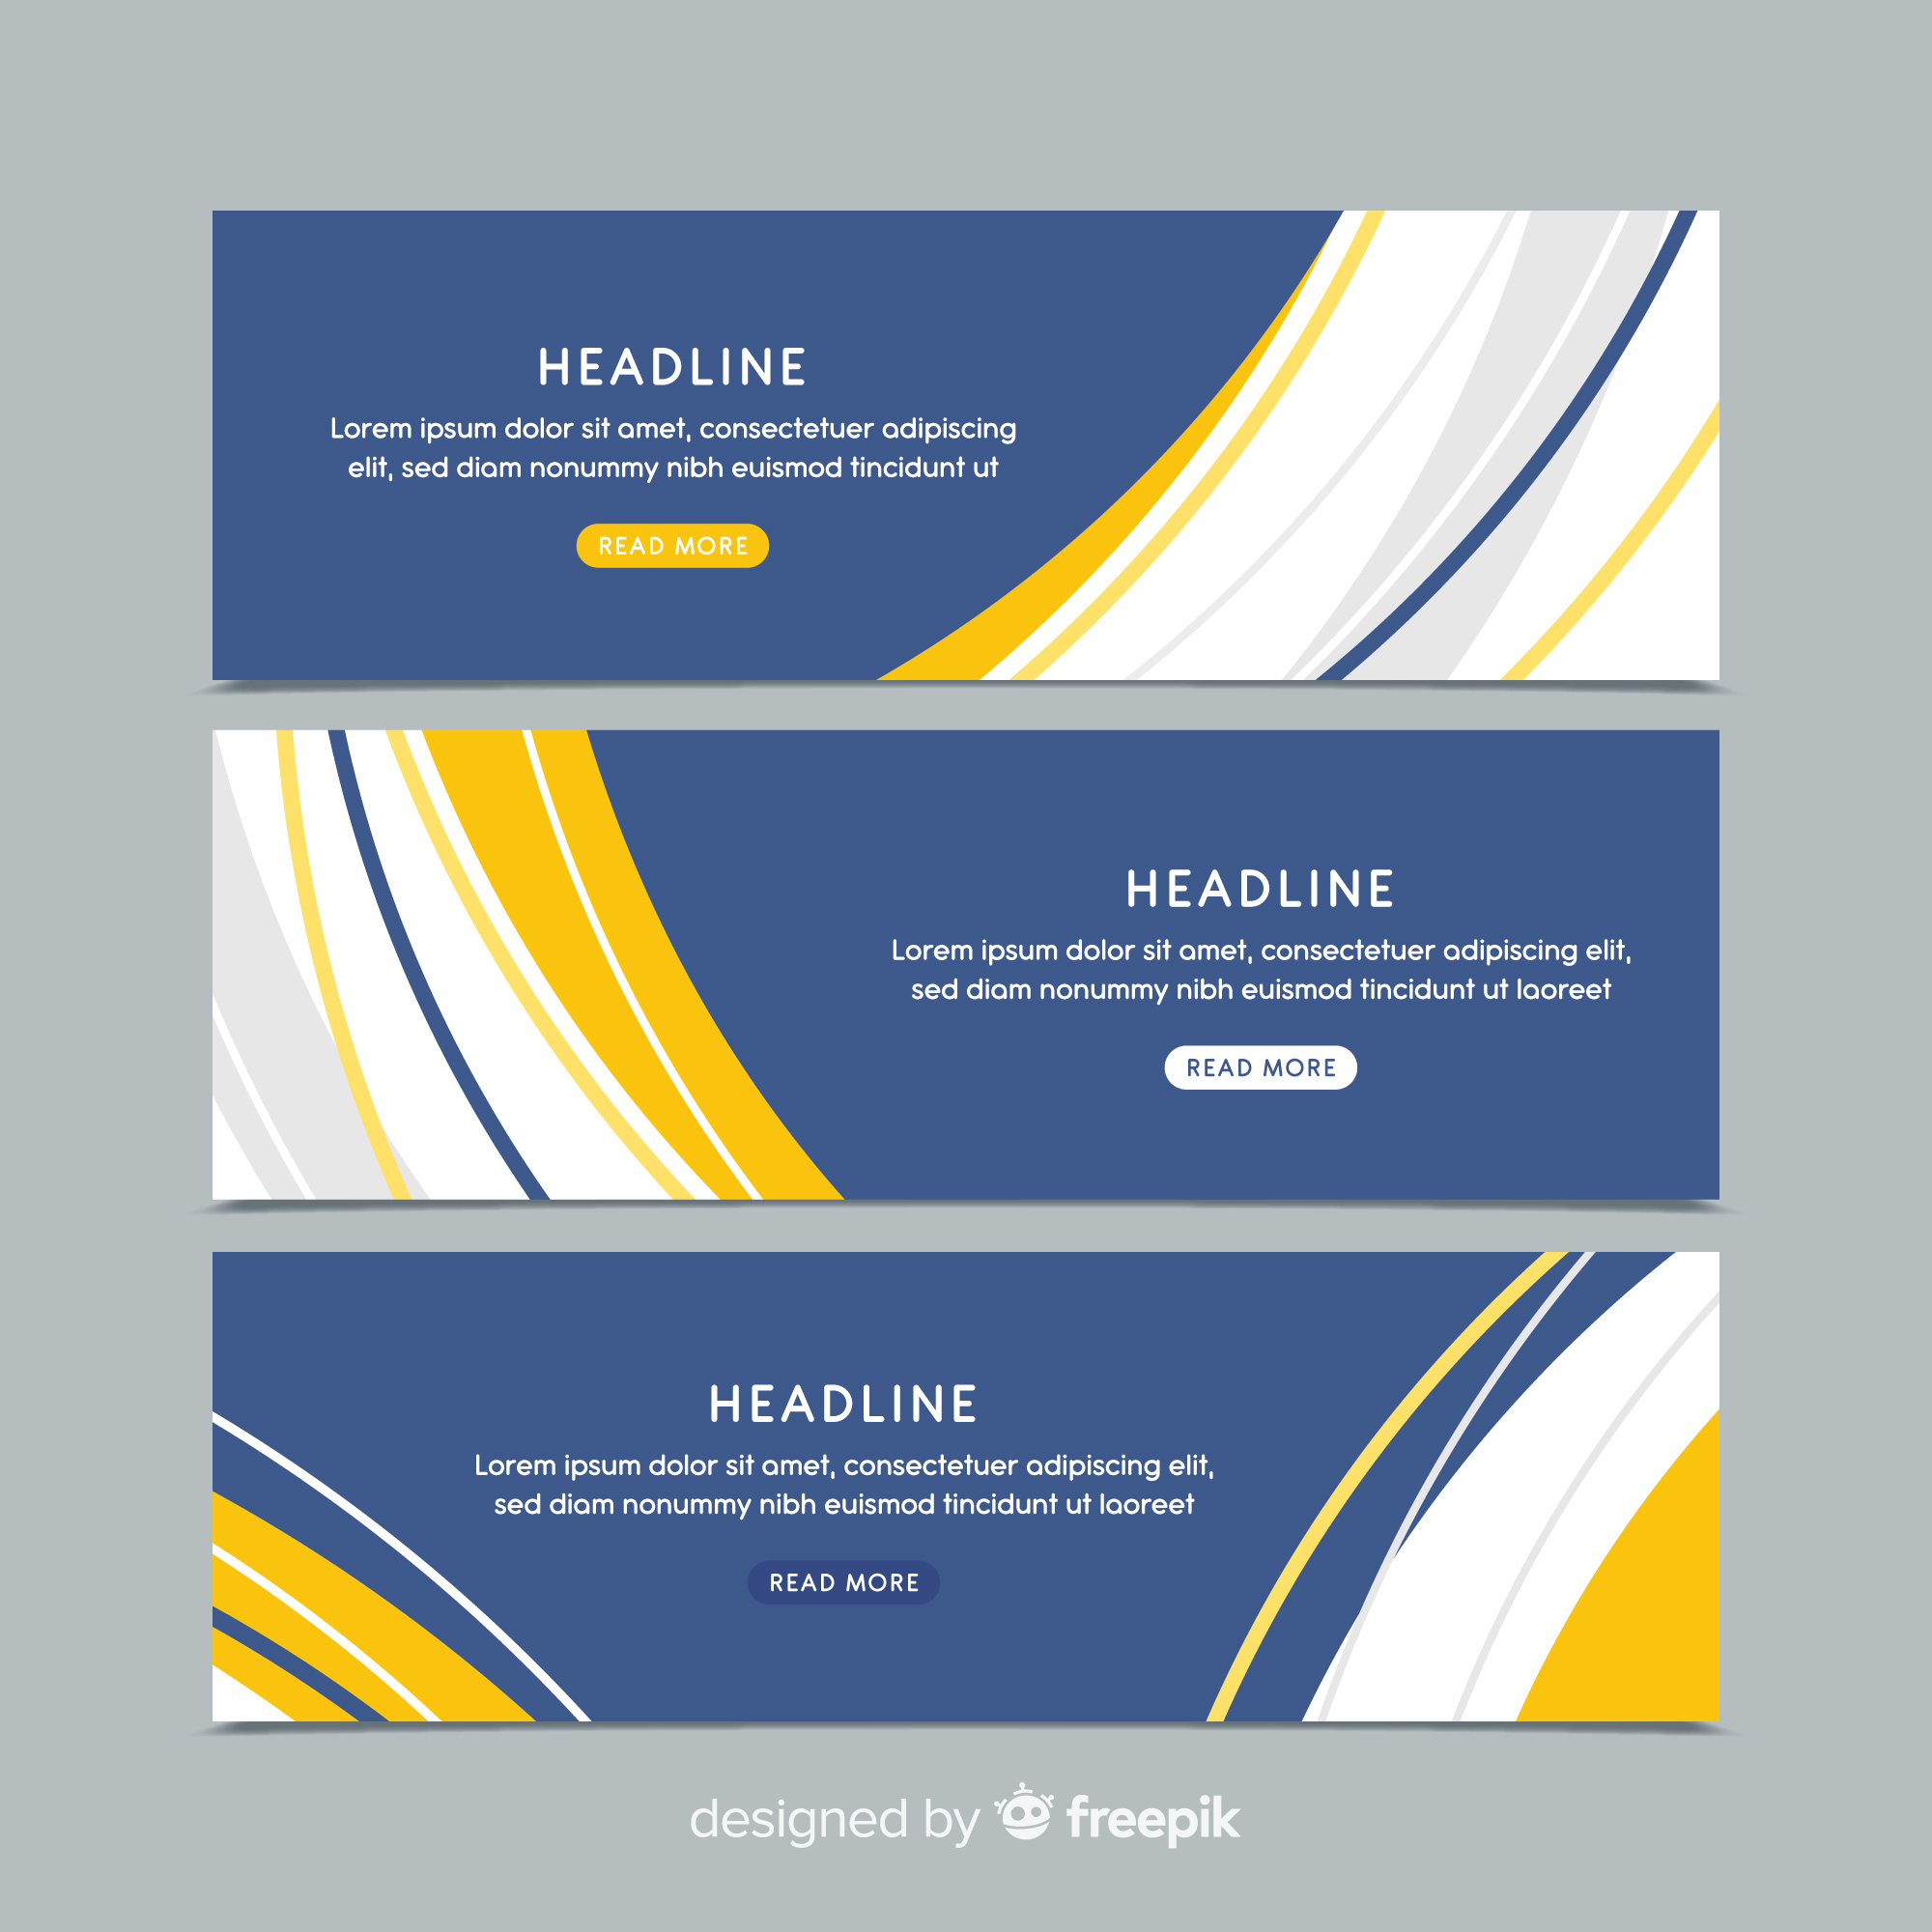 HEADLINE
Lorem ipsum dolor sit amet, consectetuer adipiscing
elit, sed diam nonummy nibh euismod tincidunt ut
READ MORE
HEADLINE
Lorem ipsum dolor sit amet, consectetuer adipiscing elit,
sed diam nonummy nibh euismod tincidunt ut laoreet
READ MORE
HEADLINE
Lorem ipsum dolor sit amet, consectetuer adipiscing elit,
sed diam nonummy nibh euismod tincidunt ut laoreet
READ MORE
designed by freepik